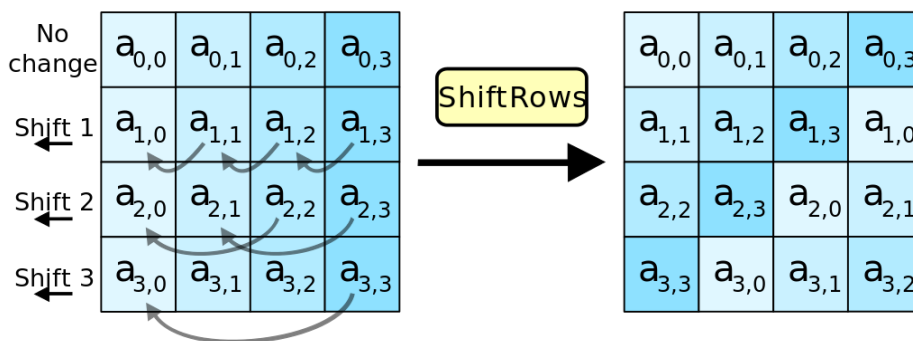 No
change
a0,0 a0,1 a0,2 a0,3
Shift 1
a1,0 a1,1 a1,2 a1,3
Shift 2
a2,0 a2,1 a2,2 a2,3
Shift 3
a3,0 a3,1 a3,2 a3,3
ShiftRows
a0,0 a0,1 a0,2 a0,3
a1,1 a1,2 a1,3 a1,0
a2,2 a2,3 a2,0 a2,1
a3,3 a3,0 a3,1 a3,2